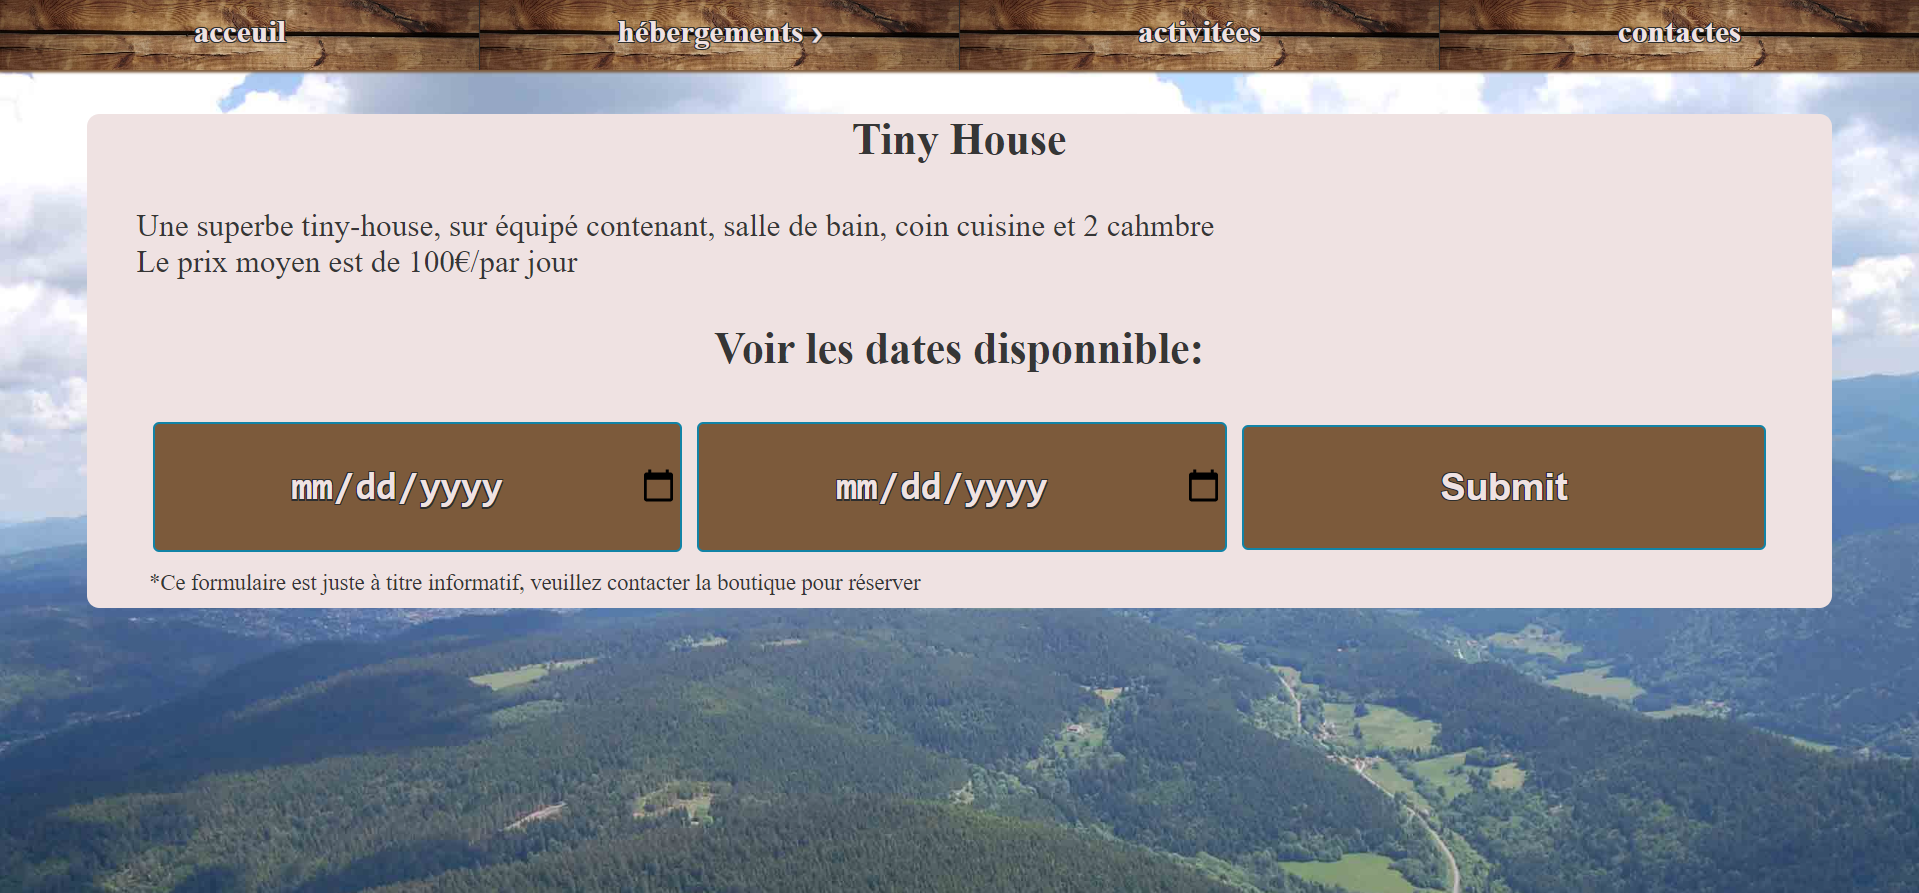 acceuil
hébergements ›
activitées
contactes
Tiny House
Une superbe tiny-house, sur équipé contenant, salle de bain, coin cuisine et 2 cahmbre
Le prix moyen est de 100€/par jour
Voir les dates disponnible:
mm/dd/yyyy
mm/dd/yyyy
Submit
*Ce formulaire est juste à titre informatif, veuillez contacter la boutique pour réserver